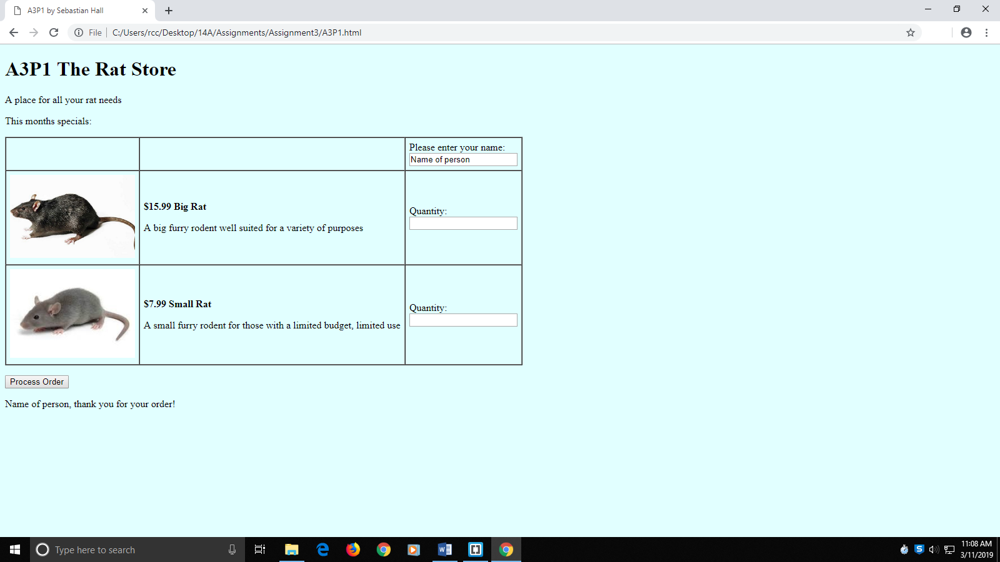 A3P1 by Sebastian Hall
File
C:/Users/rcc/Desktop/14A/Assignments/Assignment3/A3P1.html
A3P1 The Rat Store
A place for all your rat needs
This months specials:
Please enter your name:
Name of person
$15.99 Big Rat
A big furry rodent well suited for a variety of purposes
Quantity:
$7.99 Small Rat
A small furry rodent for those with a limited budget, limited use
Quantity:
Process Order
Name of person, thank you for your order!
Type here to search
11:08 AM
3/11/2019